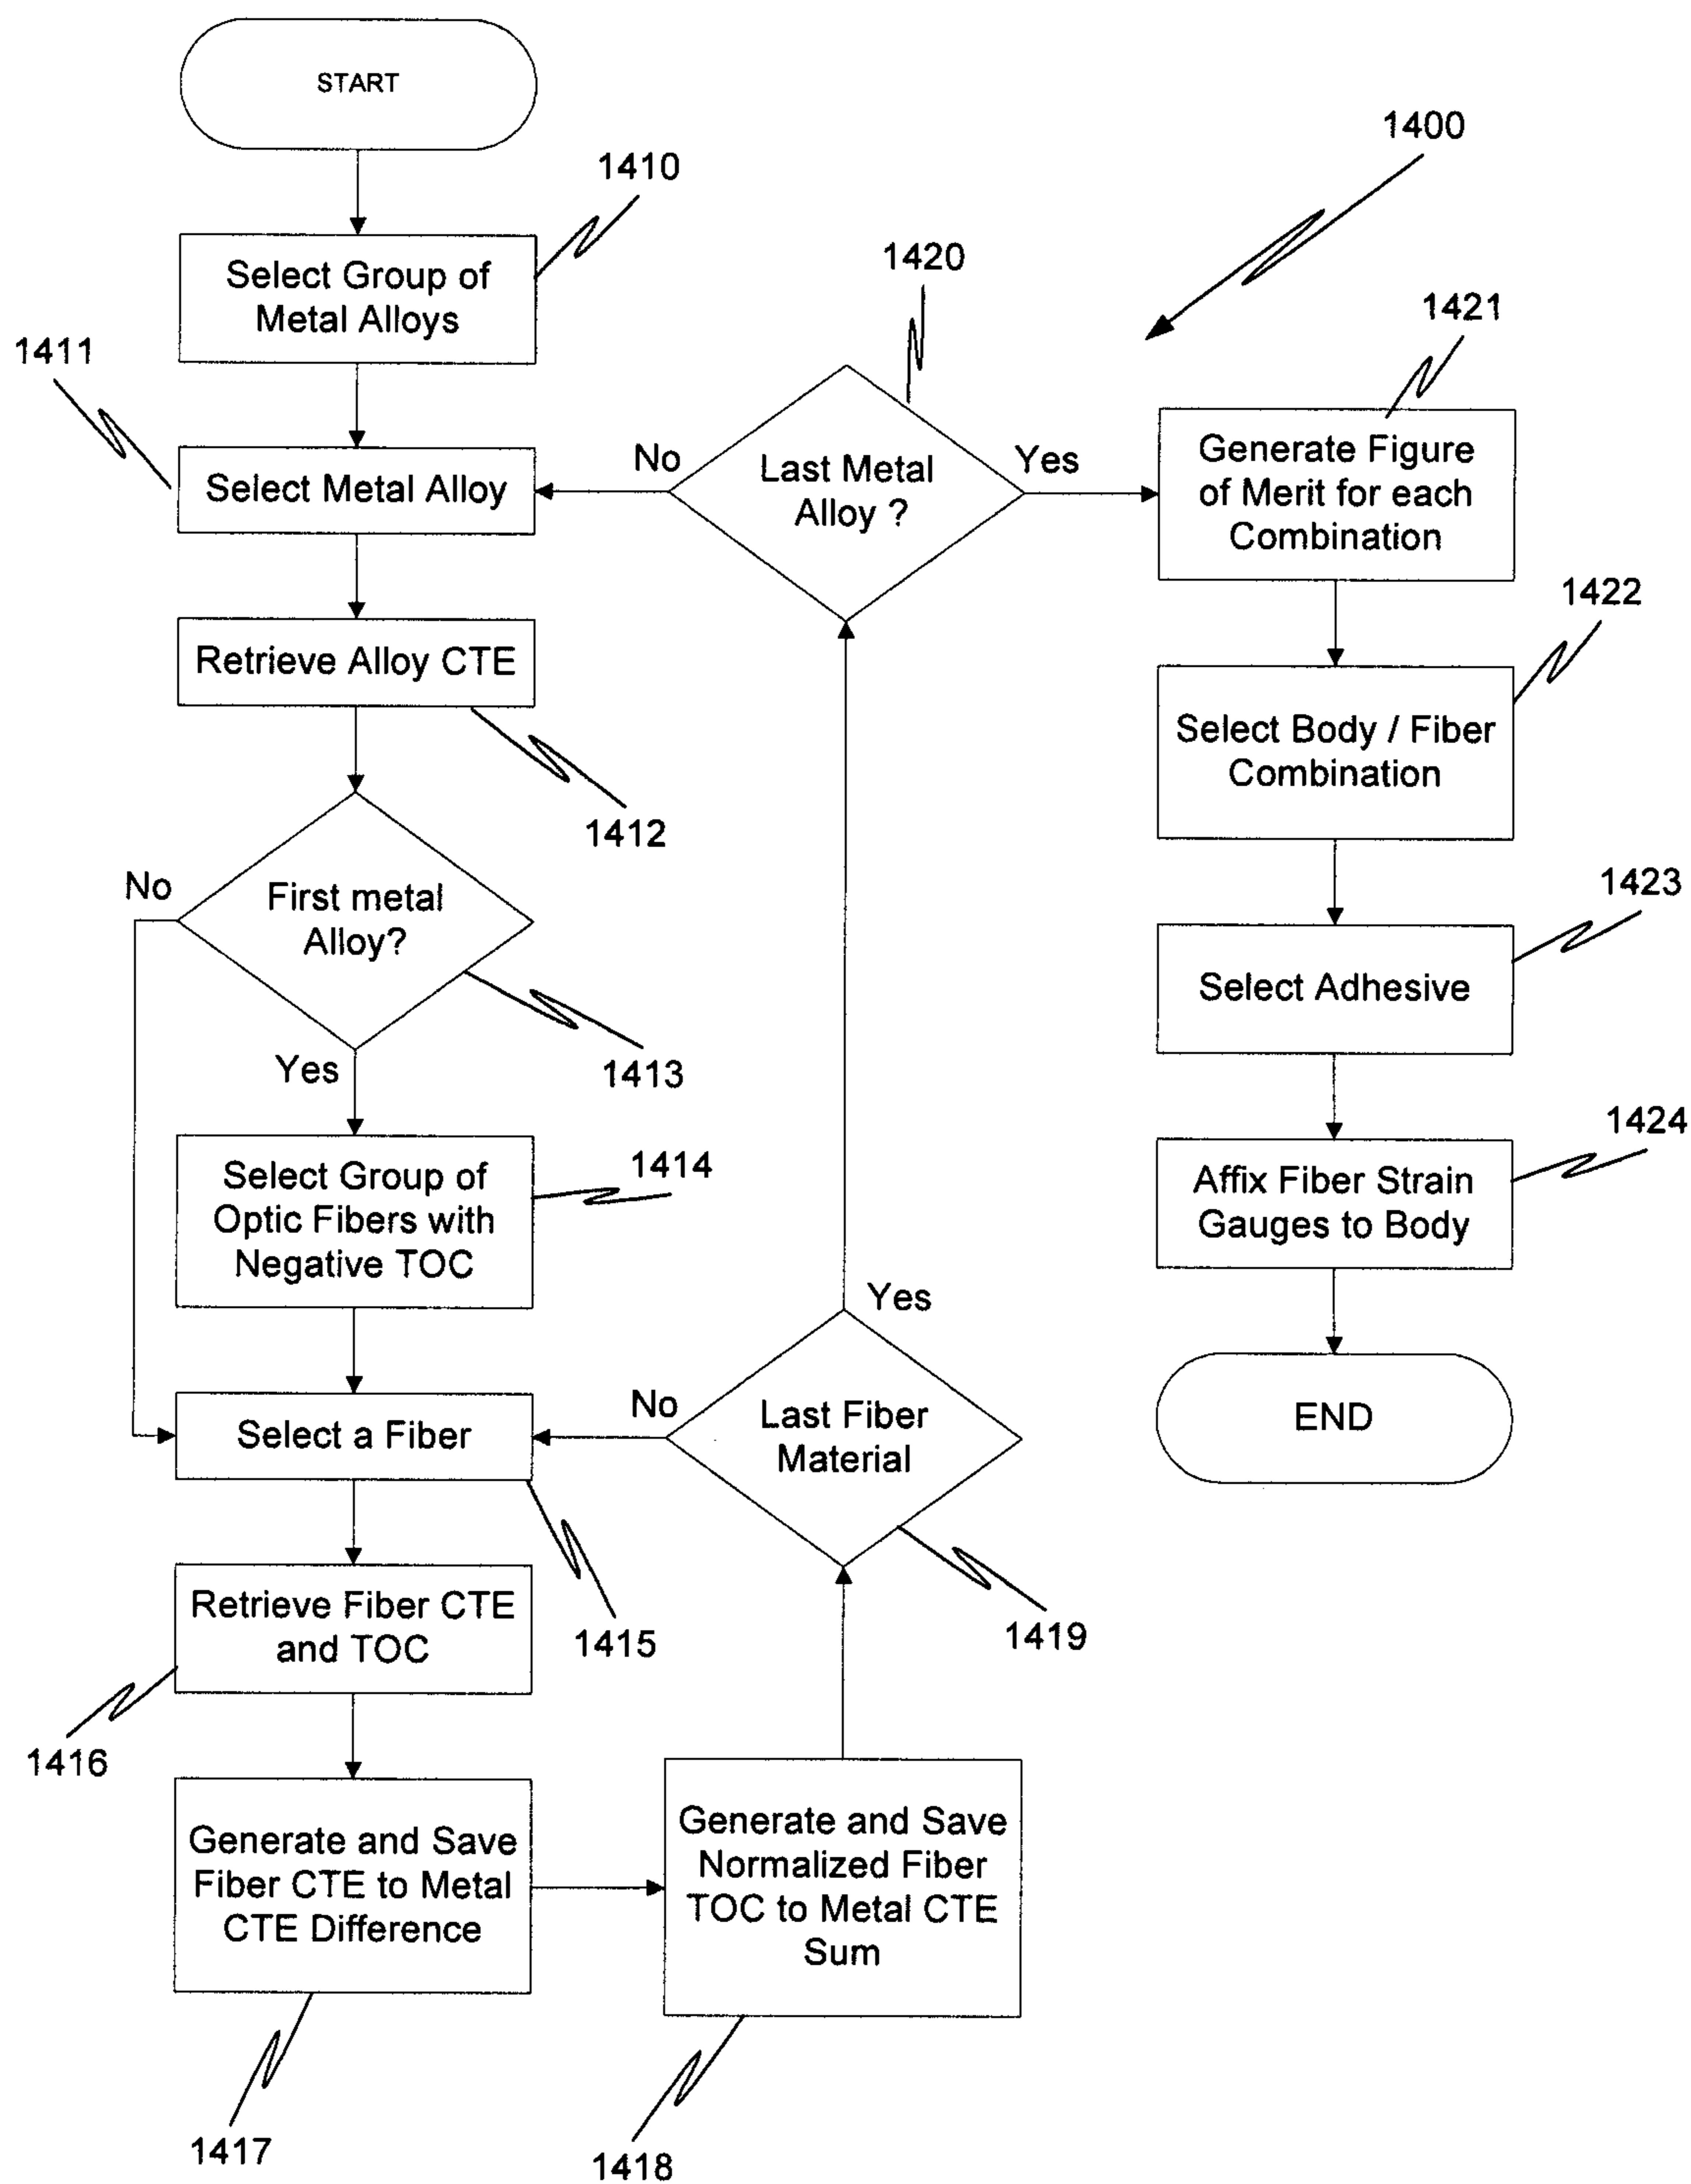 START
1410
1400
Select Group of
Metal Alloys
1420
1421
1411
Select Metal Alloy
No
Last Metal
Alloy ?
Yes
Generate Figure
of Merit for each
Combination
Retrieve Alloy CTE
1422
1412
Select Body / Fiber
Combination
No
First metal
Alloy?
1423
Yes
1413
Select Adhesive
Select Group of
Optic Fibers with
Negative TOC
1414
1424
Affix Fiber Strain
Gauges to Body
Yes
Select a Fiber
No
Last Fiber
Material
END
Retrieve Fiber CTE
and TOC
1415
1419
1416
Generate and Save
Fiber CTE to Metal
CTE Difference
Generate and Save
Normalized Fiber
TOC to Metal CTE
Sum
1417
1418